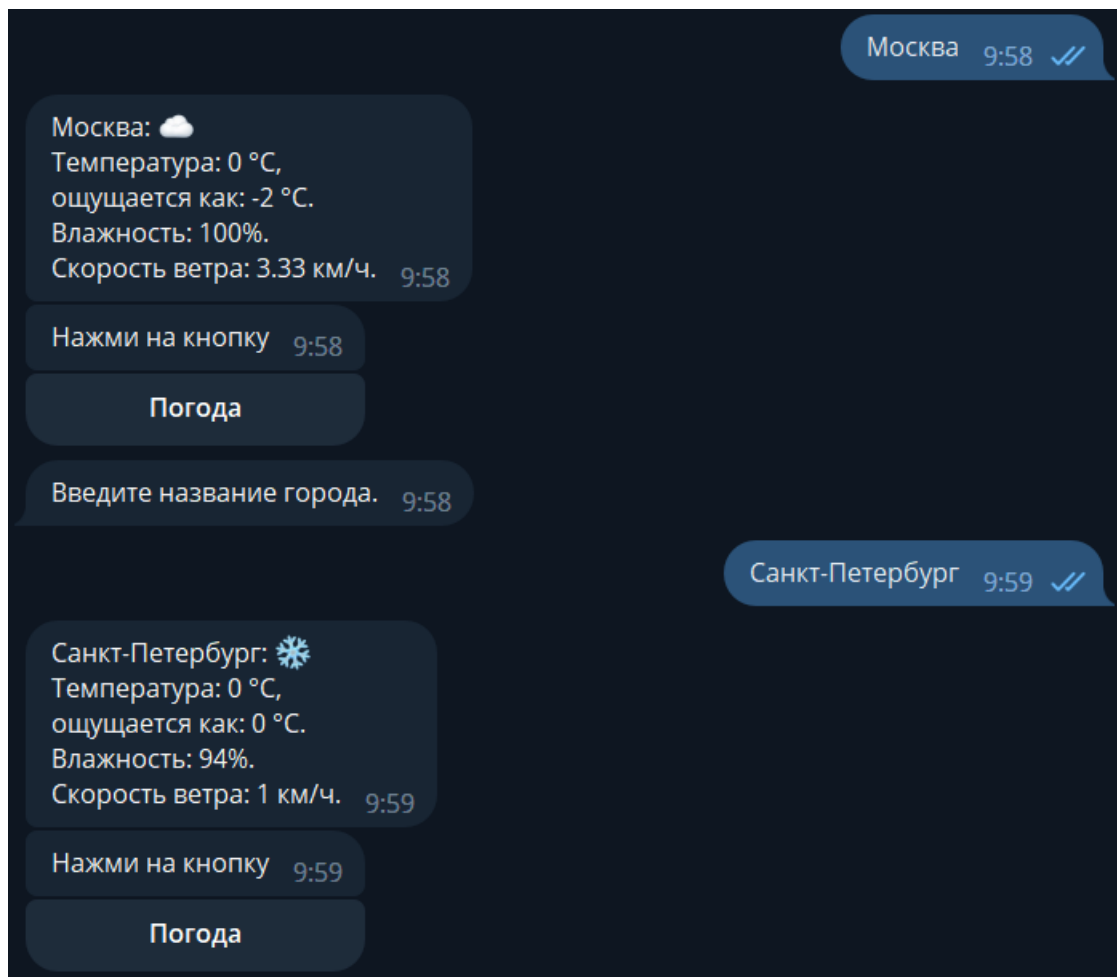 Москва 9:58
Москва: ☁️
Температура: 0 °C,
ощущается как: -2 °C.
Влажность: 100%.
Скорость ветра: 3.33 км/ч. 9:58
Нажми на кнопку 9:58
Погода
Введите название города. 9:58
Санкт-Петербург 9:59
Санкт-Петербург: ❄️
Температура: 0 °C,
ощущается как: 0 °C.
Влажность: 94%.
Скорость ветра: 1 км/ч. 9:59
Нажми на кнопку 9:59
Погода